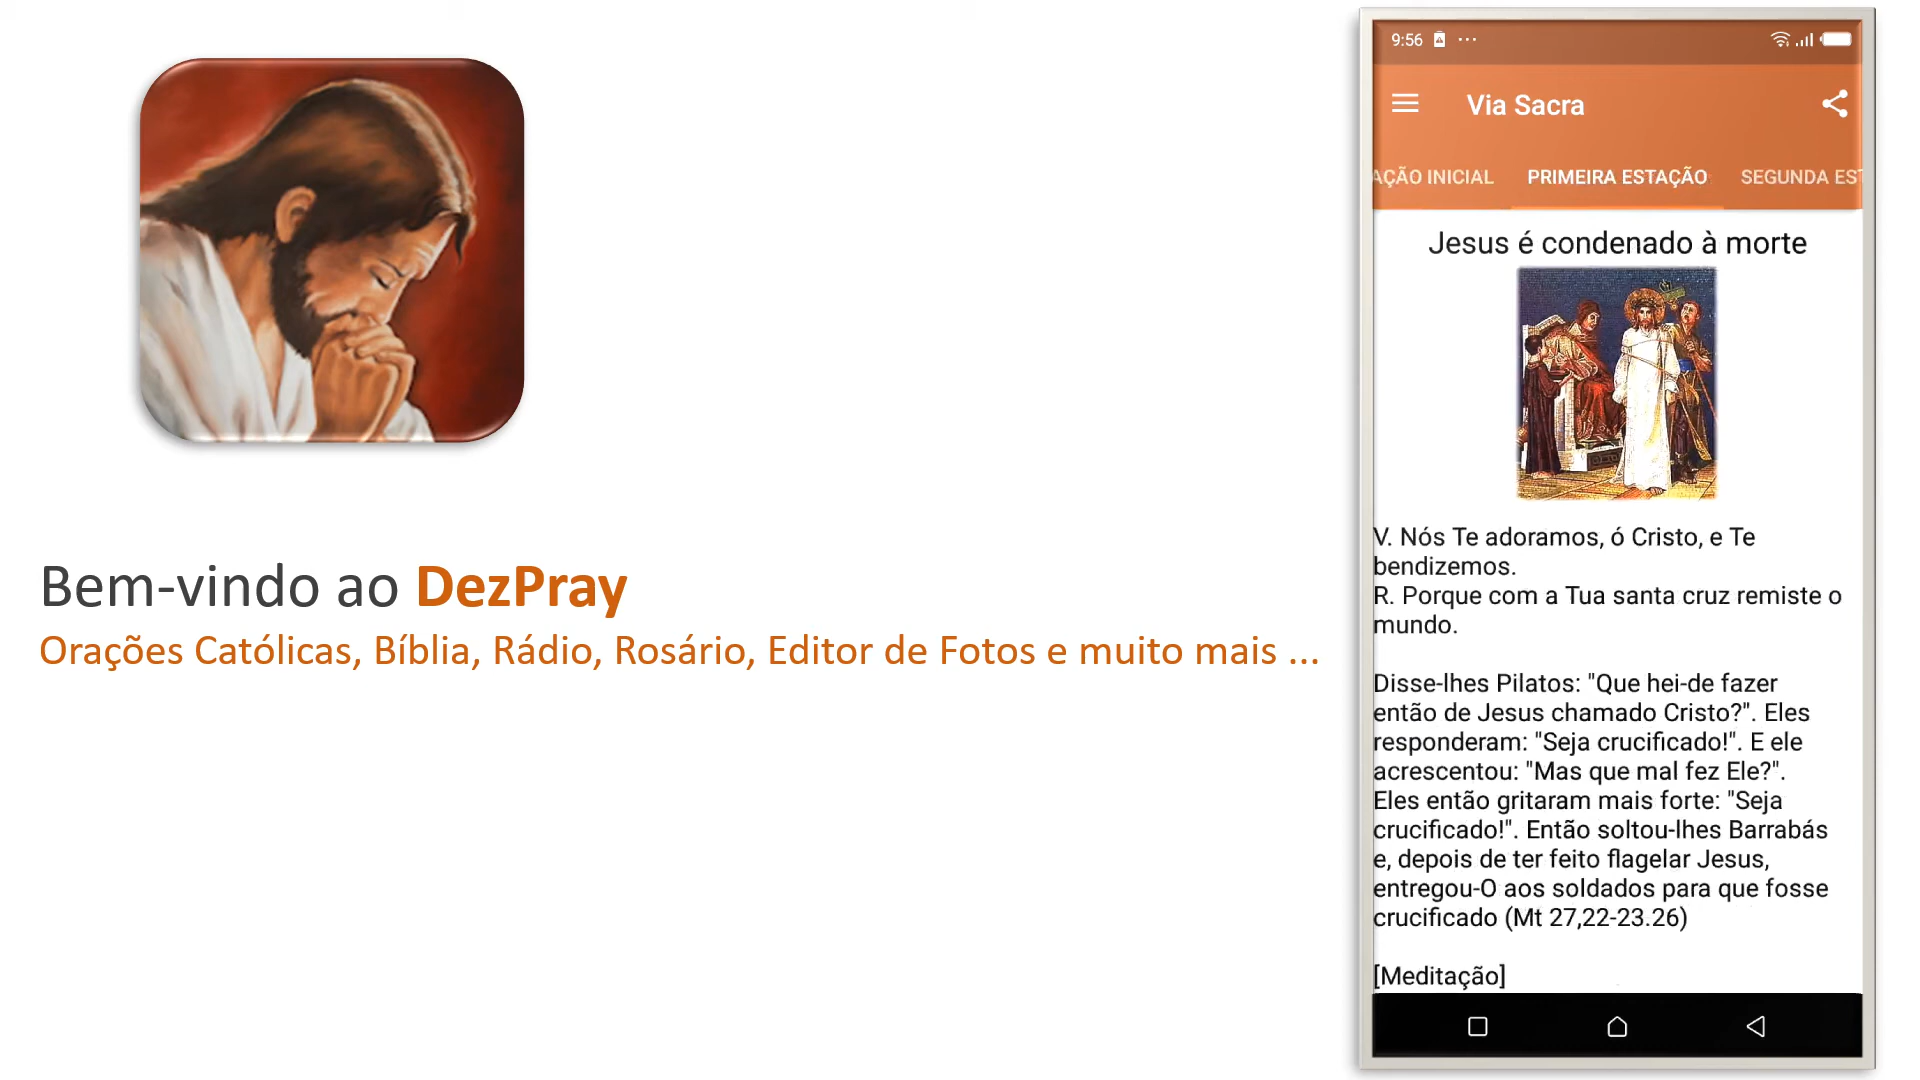 Bem-vindo ao DezPray
Orações Católicas, Bíblia, Rádio, Rosário, Editor de Fotos e muito mais ...
9:56
Via Sacra
AÇÃO INICIAL PRIMEIRA ESTAÇÃO SEGUNDA EST
Jesus é condenado à morte
V. Nós Te adoramos, ó Cristo, e Te
bendizemos.
R. Porque com a Tua santa cruz remiste o
mundo.
Disse-lhes Pilatos: "Que hei-de fazer
então de Jesus chamado Cristo?". Eles
responderam: "Seja crucificado!". E ele
acrescentou: "Mas que mal fez Ele?".
Eles então gritaram mais forte: "Seja
crucificado!". Então soltou-lhes Barrabás
e, depois de ter feito flagelar Jesus,
entregou-O aos soldados para que fosse
crucificado (Mt 27,22-23.26)
[Meditação]